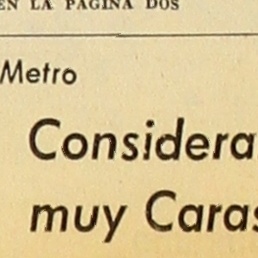 EN LA PAGINA DOS
Metro
Considera
muy Caras